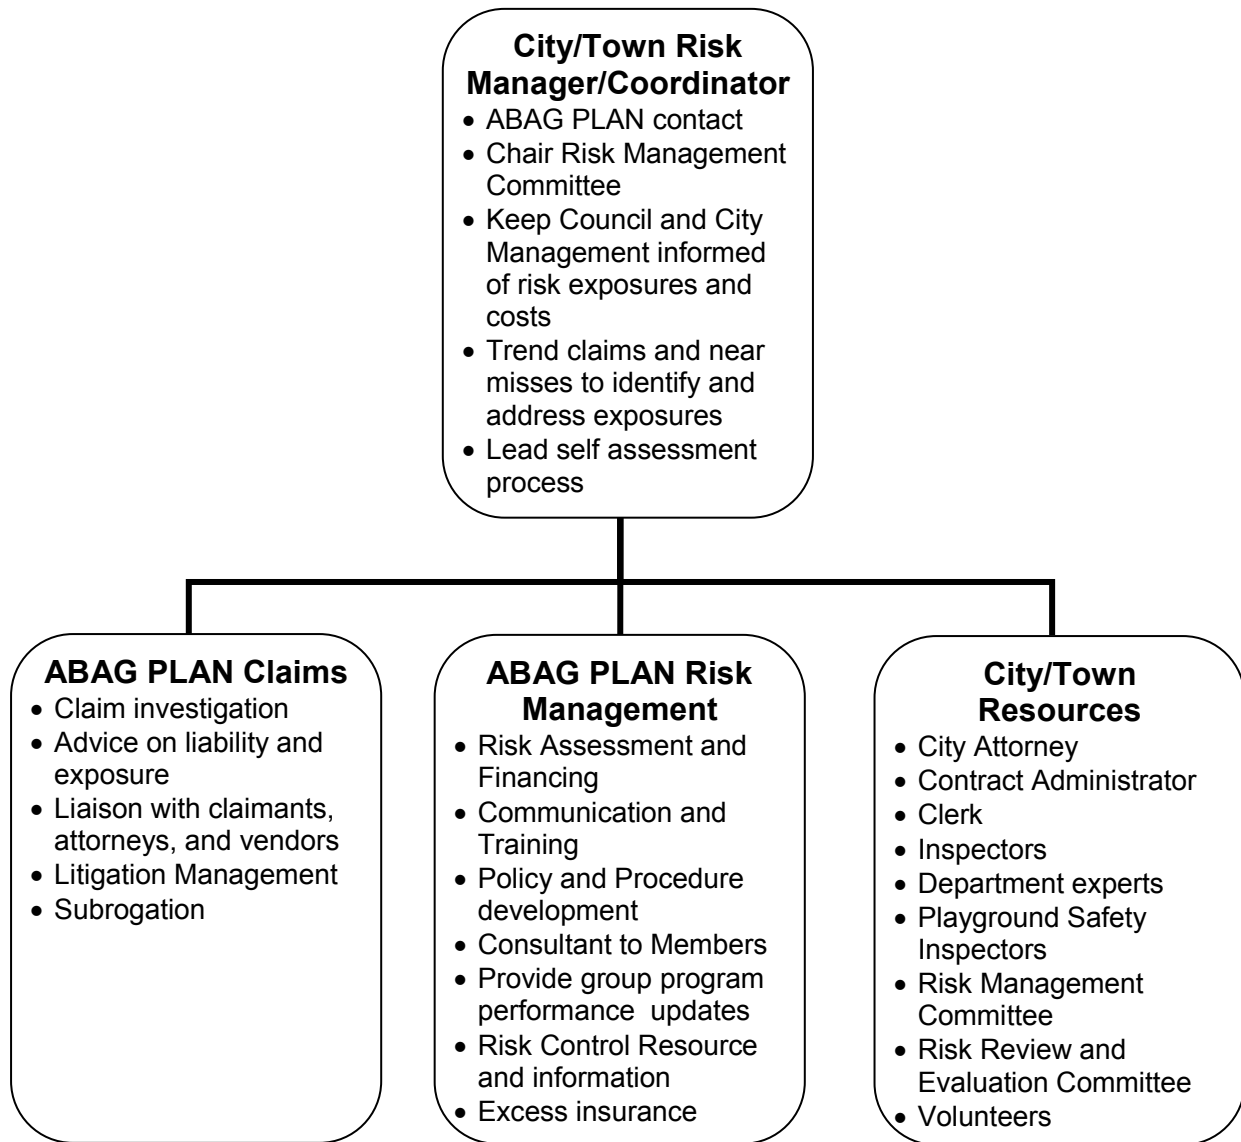 City/Town Risk
Manager/Coordinator
• ABAG PLAN contact
• Chair Risk Management
Committee
• Keep Council and City
Management informed
of risk exposures and
costs
• Trend claims and near
misses to identify and
address exposures
• Lead self assessment
process
ABAG PLAN Claims
• Claim investigation
• Advice on liability and
exposure
• Liaison with claimants,
attorneys, and vendors
• Litigation Management
• Subrogation
ABAG PLAN Risk
Management
• Risk Assessment and
Financing
• Communication and
Training
• Policy and Procedure
development
• Consultant to Members
• Provide group program
performance  updates
• Risk Control Resource
and information
• Excess insurance
City/Town
Resources
• City Attorney
• Contract Administrator
• Clerk
• Inspectors
• Department experts
• Playground Safety
Inspectors
• Risk Management
Committee
• Risk Review and
Evaluation Committee
• Volunteers